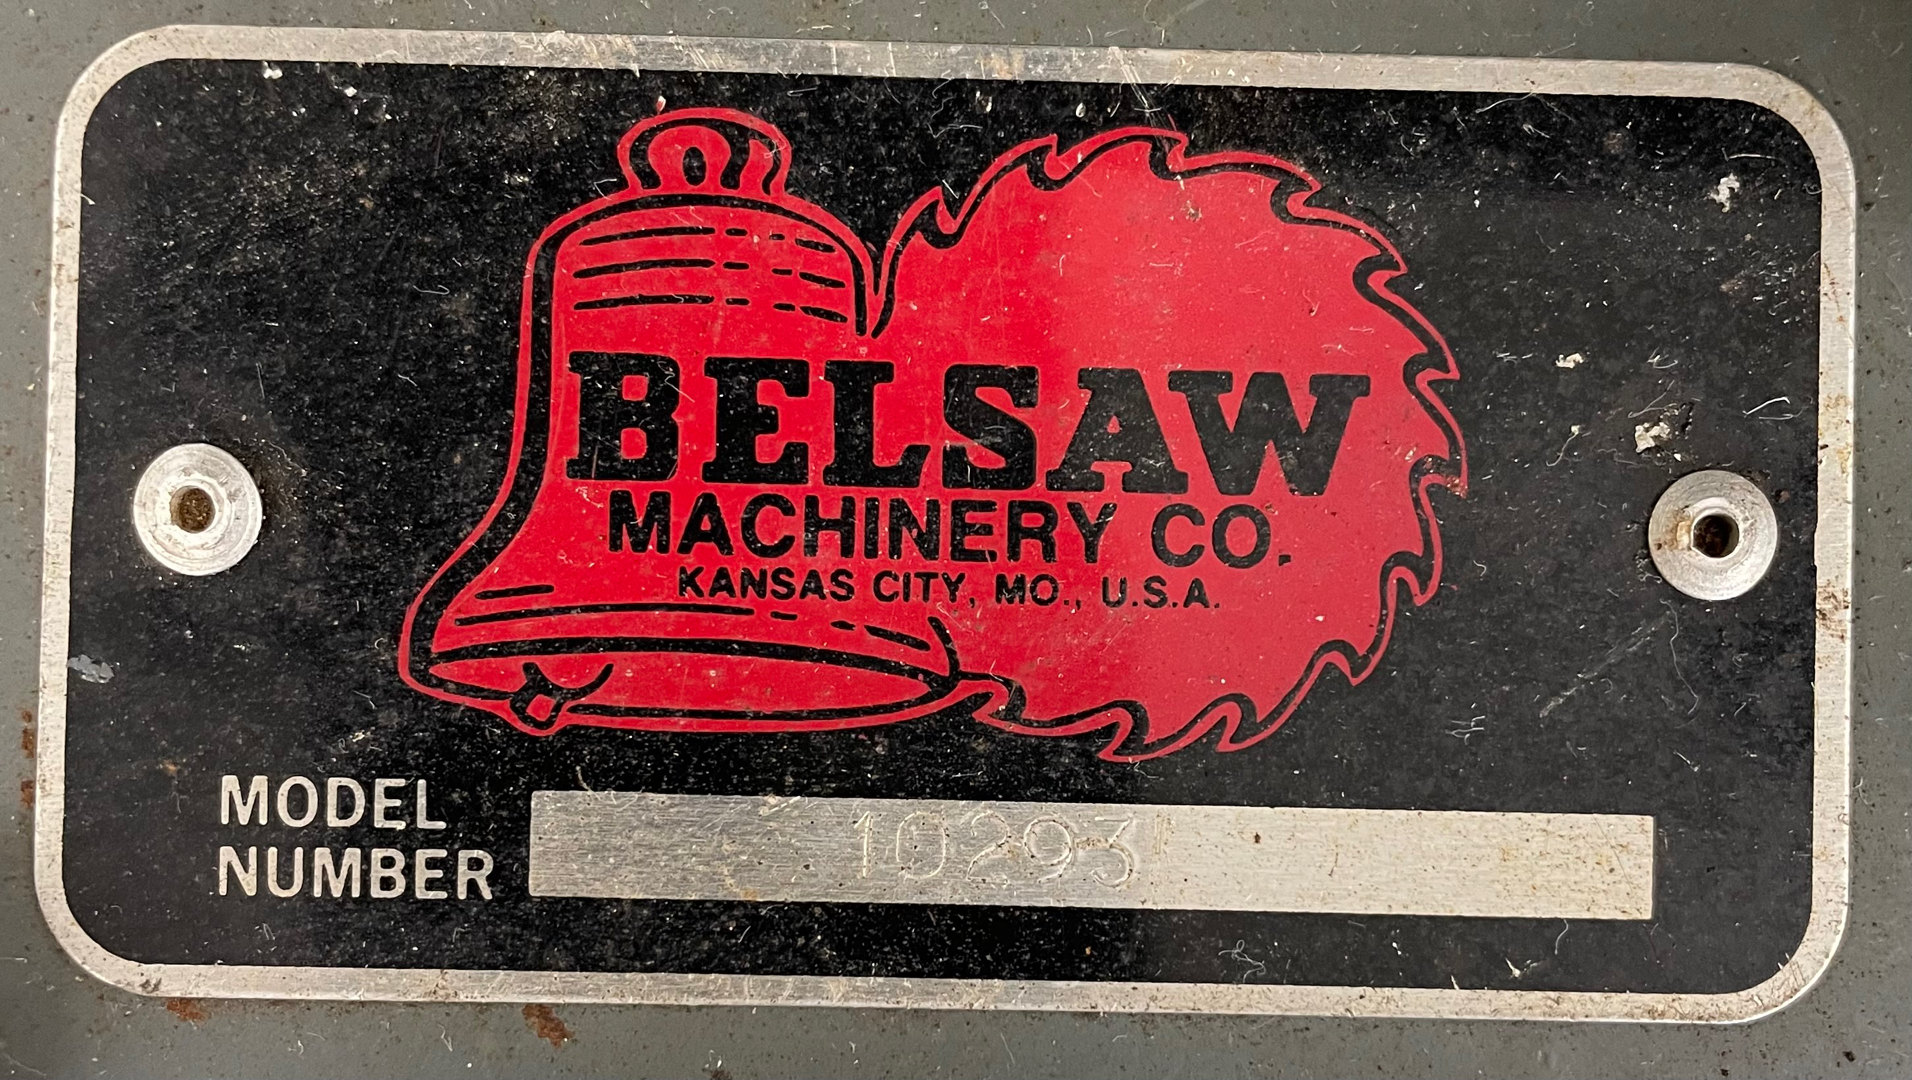 BELSAW
MACHINERY CO.
KANSAS CITY, MO., U.S.A.
MODEL
NUMBER
10293